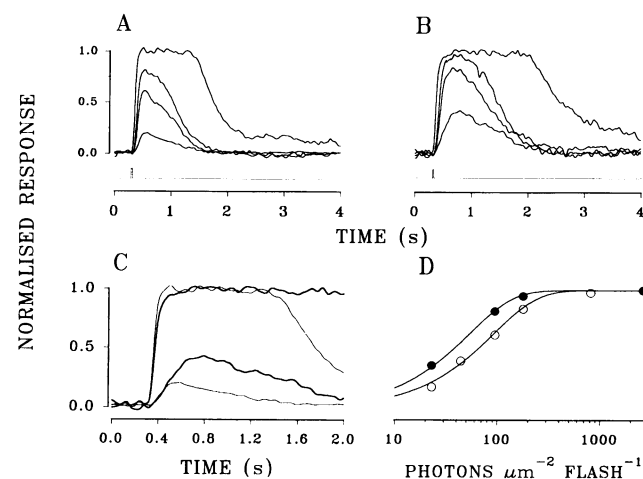 A
B
NORMALISED RESPONSE
1.0
0.5
0.0
0 1 2 3 4
1.0
0.5
0.0
0 1 2 3 4
TIME (s)
C
D
1.0
0.5
0.0
0.0 0.4 0.8 1.2 1.6 2.0
10 100 1000
TIME (s)
PHOTONS μm⁻² FLASH⁻¹